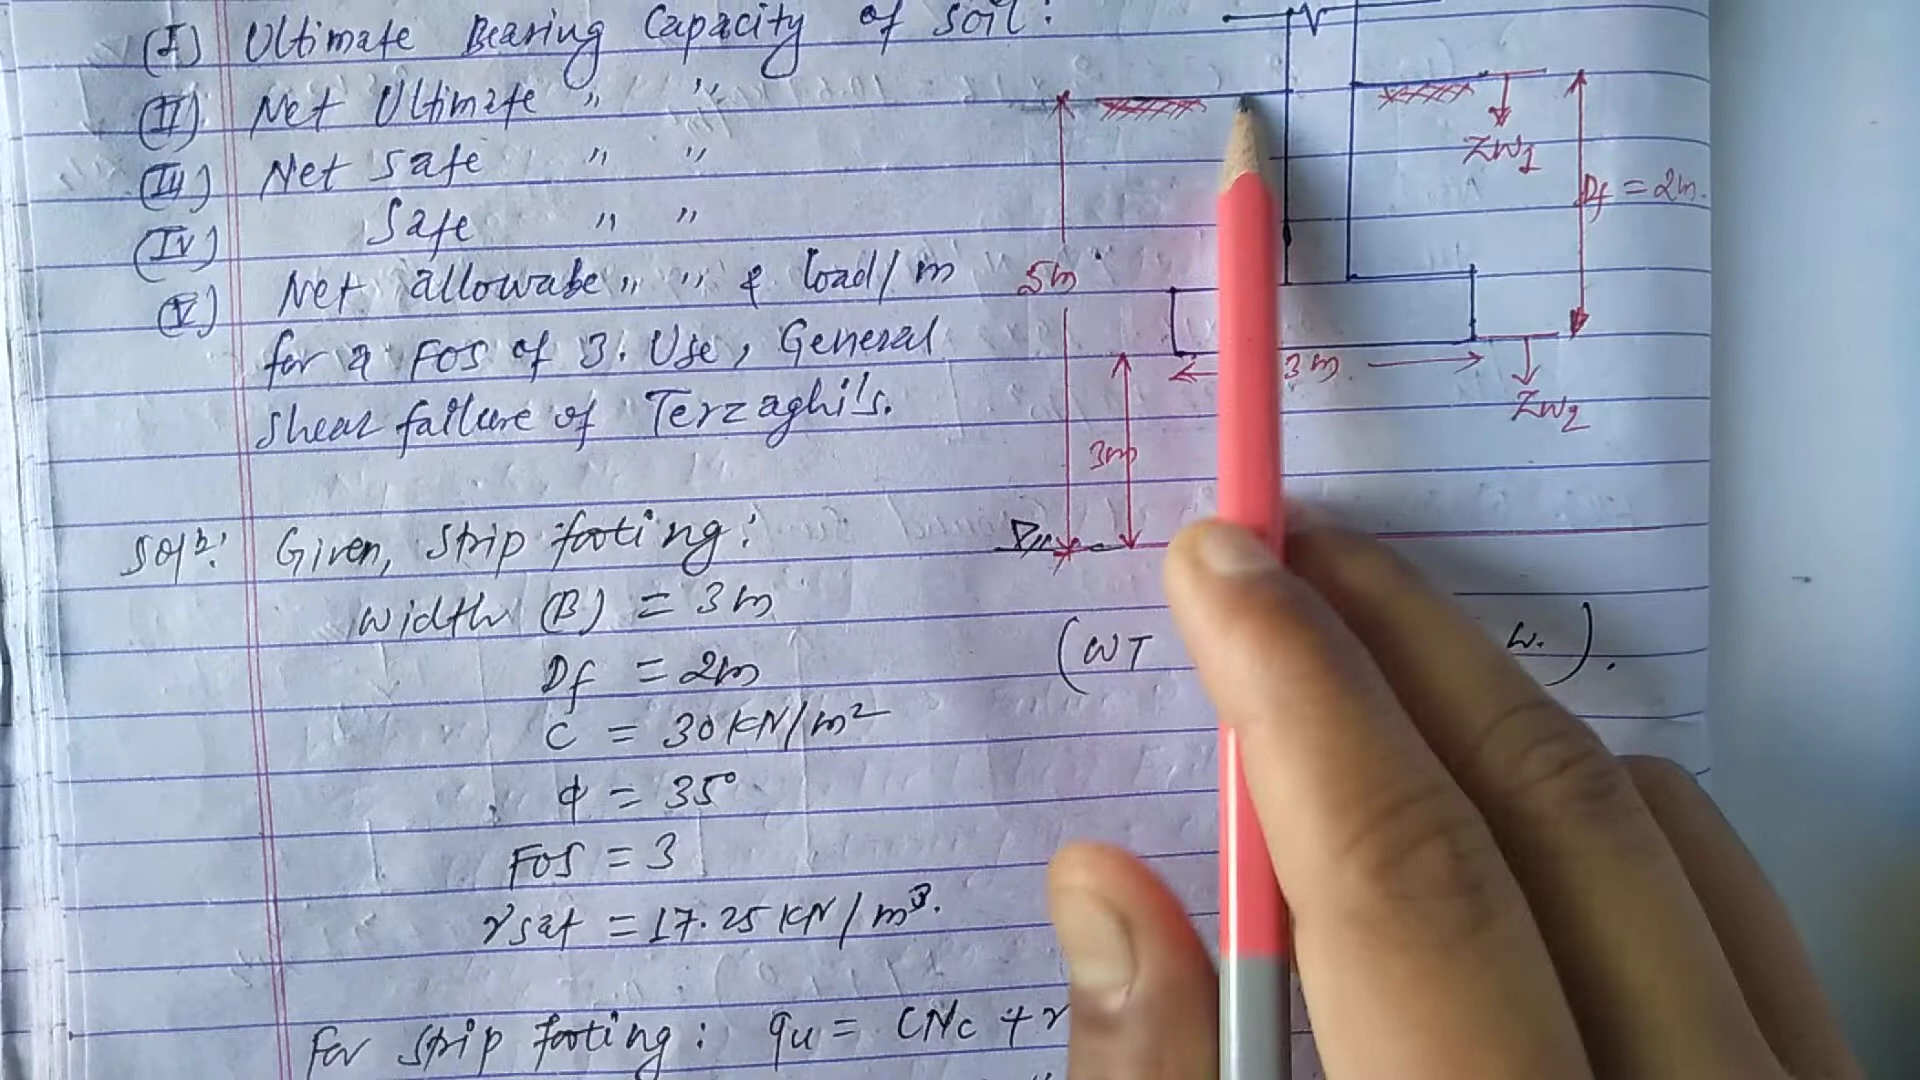 (I) Ultimate Bearing Capacity of soil:
(II) Net Ultimate " "
(III) Net safe " "
(IV) Safe " "
(V) Net allowabe " " & load/m
for a FOS of 3. Use, General
shear failure of Terzaghi's.
Zw1
Df = 2m.
5m
3m
Zw2
3m
Solⁿ: Given, strip footing:
width (B) = 3m
(WT W.).
Df = 2m
C = 30 KN/m²
φ = 35°
FOS = 3
γsat = 17.25 KN/m³.
for strip footing: qu = CNc + γ